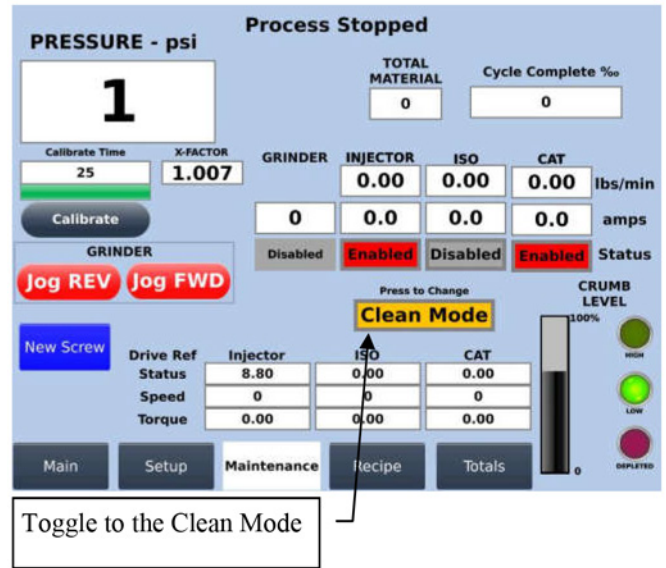 Process Stopped
PRESSURE - psi
1
TOTAL
MATERIAL
0
Cycle Complete %
0
Calibrate Time
25
X-FACTOR
1.007
Calibrate
GRINDER INJECTOR ISO CAT
0.00 0.00 0.00 lbs/min
0 0.0 0.0 0.0 amps
Disabled Enabled Disabled Enabled Status
GRINDER
Jog REV Jog FWD
Press to Change
Clean Mode
CRUMB
LEVEL
100%
0
HIGH
LOW
DEPLETED
New Screw
Drive Ref Injector ISO CAT
Status 8.80 0.00 0.00
Speed 0 0 0
Torque 0.00 0.00 0.00
Main Setup Maintenance Recipe Totals
Toggle to the Clean Mode